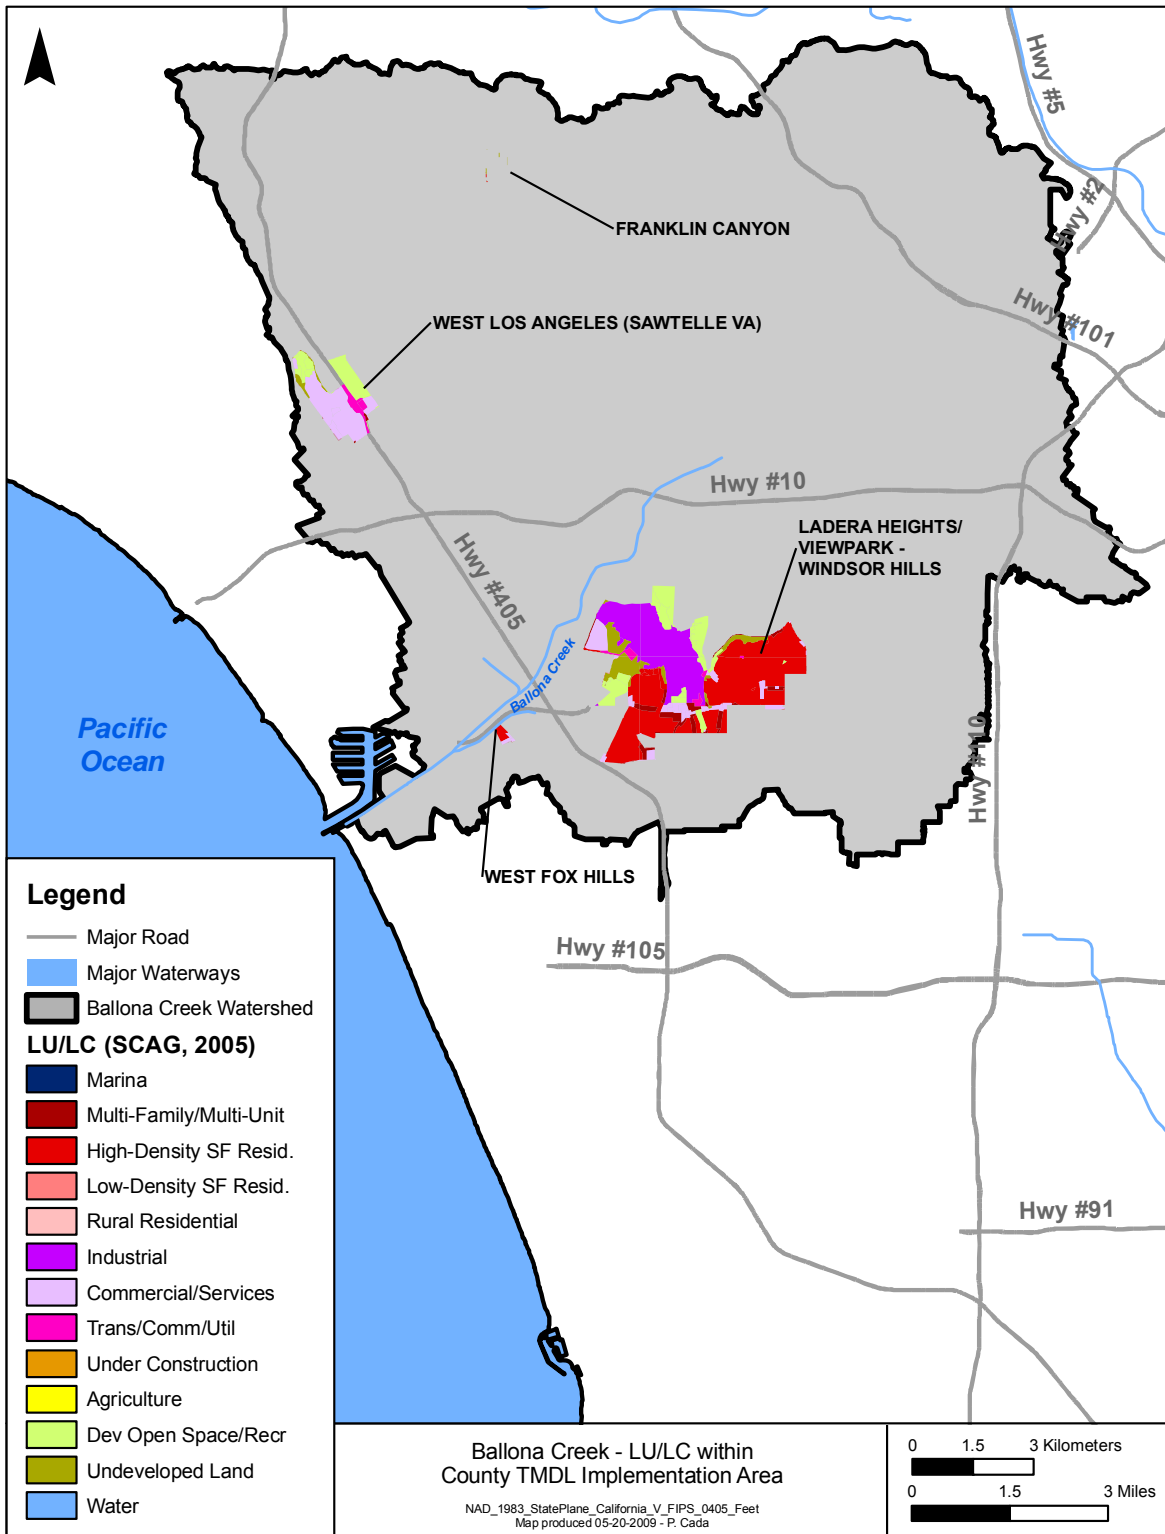 Hwy #5
Hwy #2
FRANKLIN CANYON
Hwy #101
WEST LOS ANGELES (SAWTELLE VA)
Hwy #10
LADERA HEIGHTS/
VIEWPARK -
WINDSOR HILLS
Hwy #405
Ballona Creek
Pacific
Ocean
Hwy #110
WEST FOX HILLS
Hwy #105
Hwy #91
Legend
Major Road
Major Waterways
Ballona Creek Watershed
LU/LC (SCAG, 2005)
Marina
Multi-Family/Multi-Unit
High-Density SF Resid.
Low-Density SF Resid.
Rural Residential
Industrial
Commercial/Services
Trans/Comm/Util
Under Construction
Agriculture
Dev Open Space/Recr
Undeveloped Land
Water
Ballona Creek - LU/LC within
County TMDL Implementation Area
NAD_1983_StatePlane_California_V_FIPS_0405_Feet
Map produced 05-20-2009 - P. Cada
0 1.5 3 Kilometers
0 1.5 3 Miles